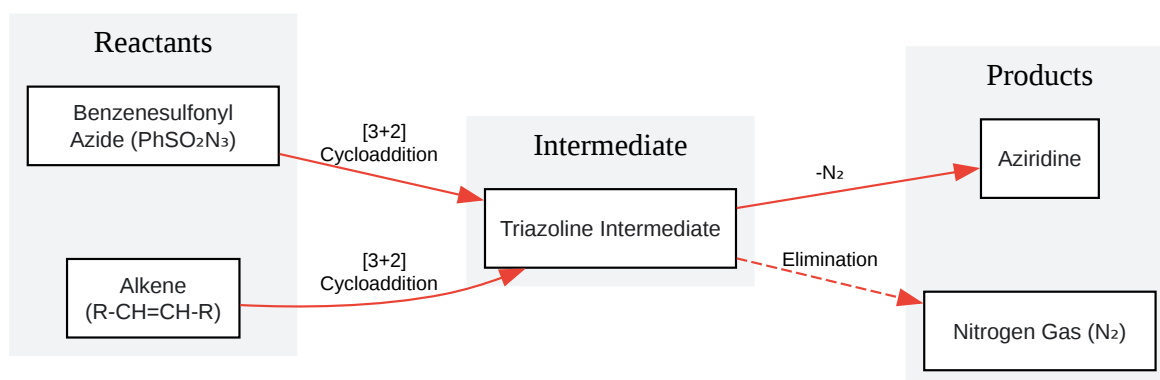 Reactants
Benzenesulfonyl
Azide (PhSO₂N₃)
Alkene
(R-CH=CH-R)
[3+2]
Cycloaddition
[3+2]
Cycloaddition
Intermediate
Triazoline Intermediate
-N₂
Elimination
Products
Aziridine
Nitrogen Gas (N₂)